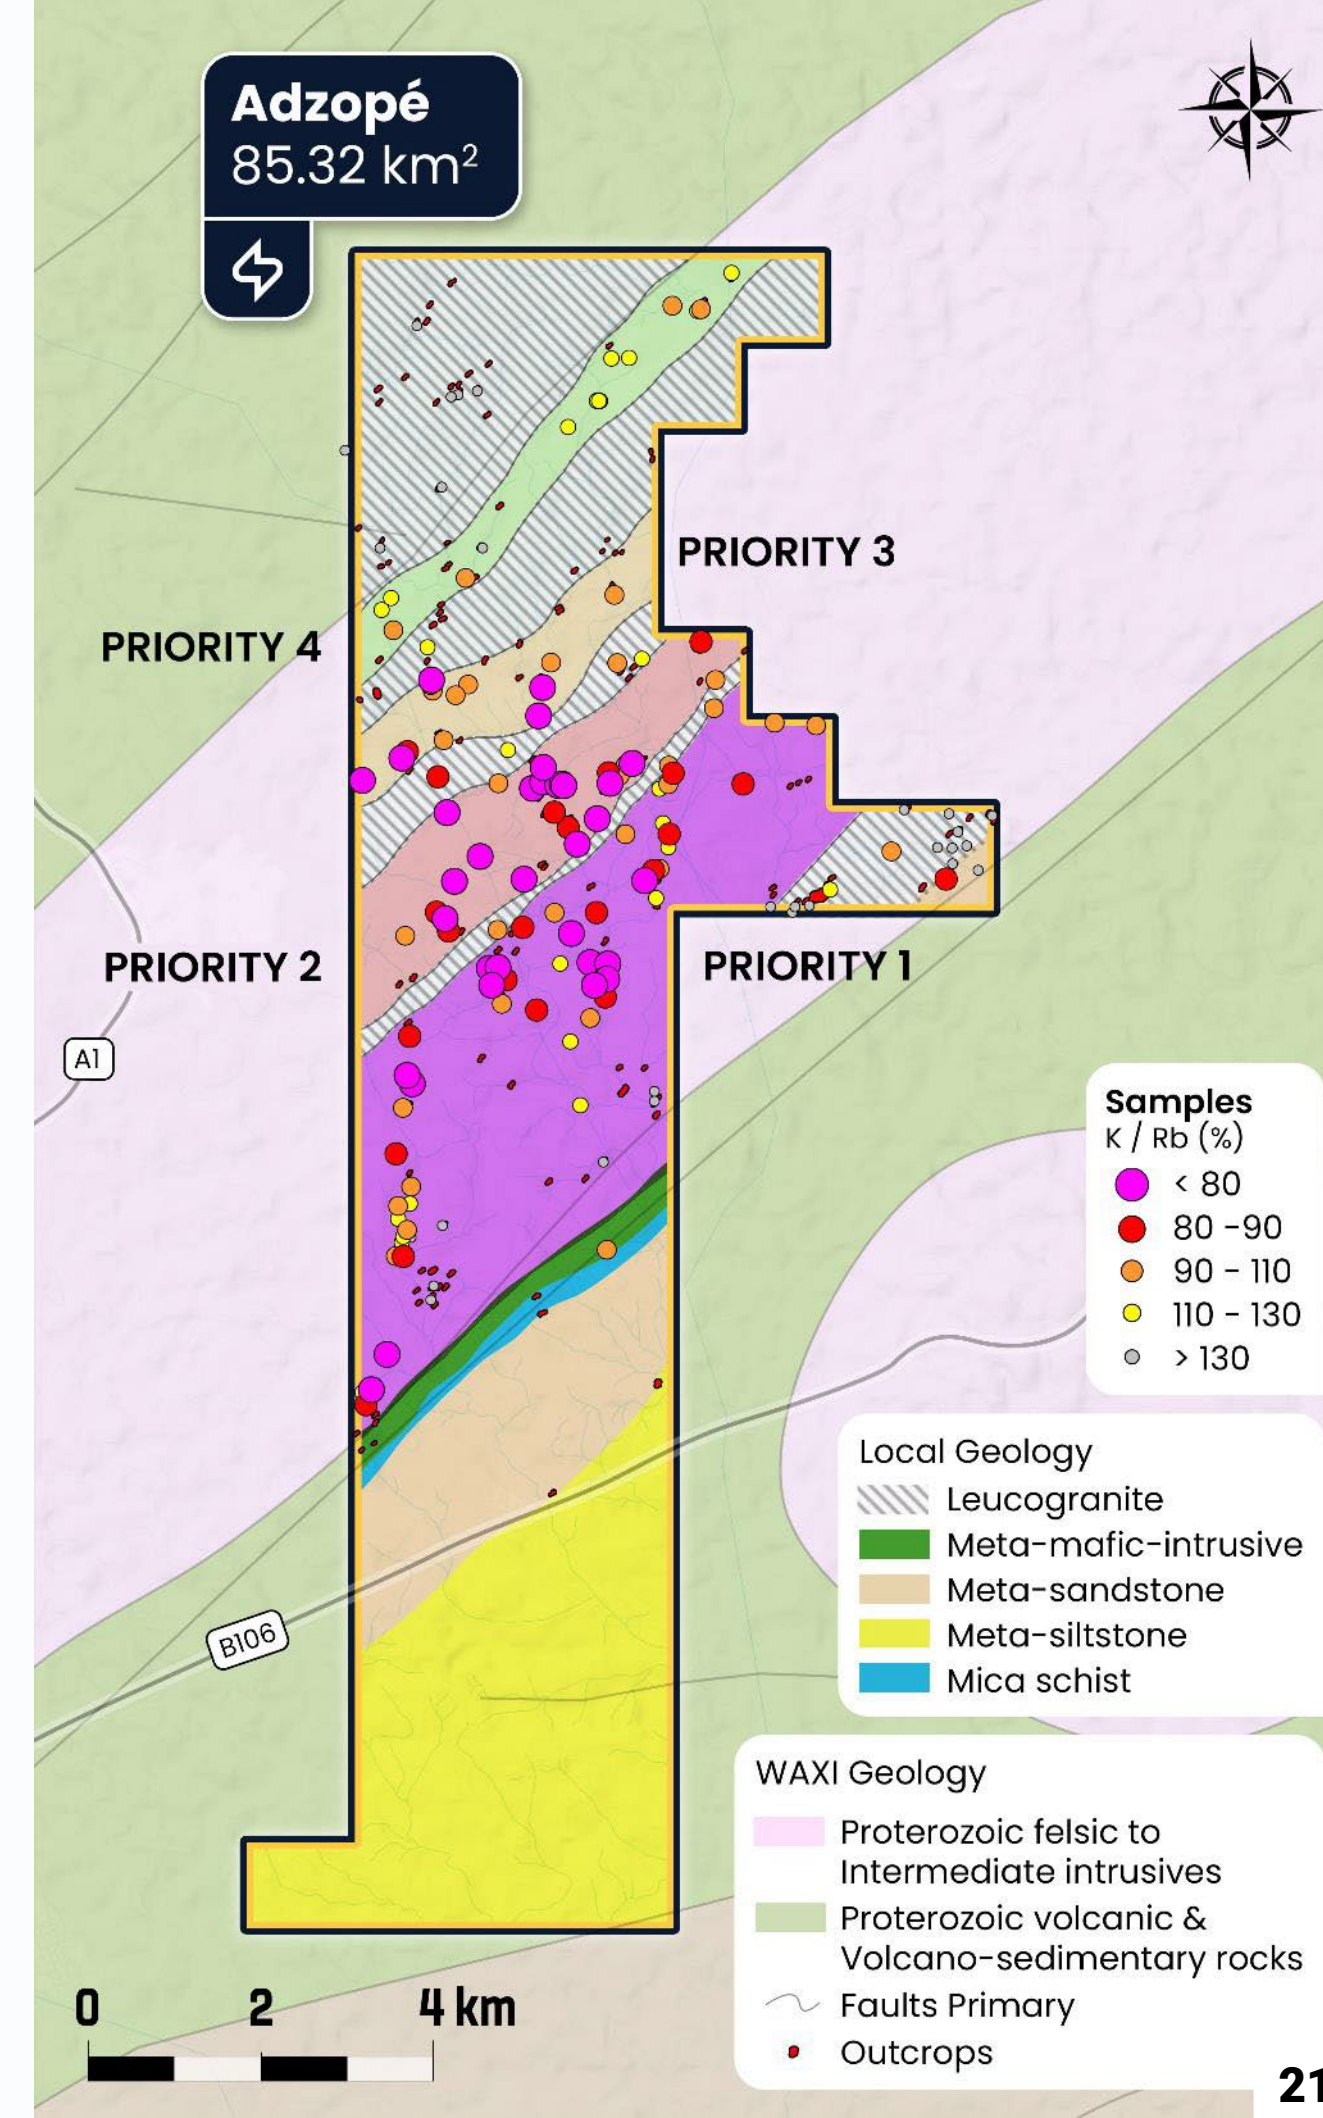 Adzopé
85.32 km²
PRIORITY 3
PRIORITY 4
PRIORITY 2
PRIORITY 1
A1
Samples
K / Rb (%)
< 80
80 -90
90 - 110
110 - 130
> 130
Local Geology
Leucogranite
Meta-mafic-intrusive
Meta-sandstone
Meta-siltstone
Mica schist
B106
WAXI Geology
Proterozoic felsic to
Intermediate intrusives
Proterozoic volcanic &
Volcano-sedimentary rocks
Faults Primary
Outcrops
0 2 4 km
21